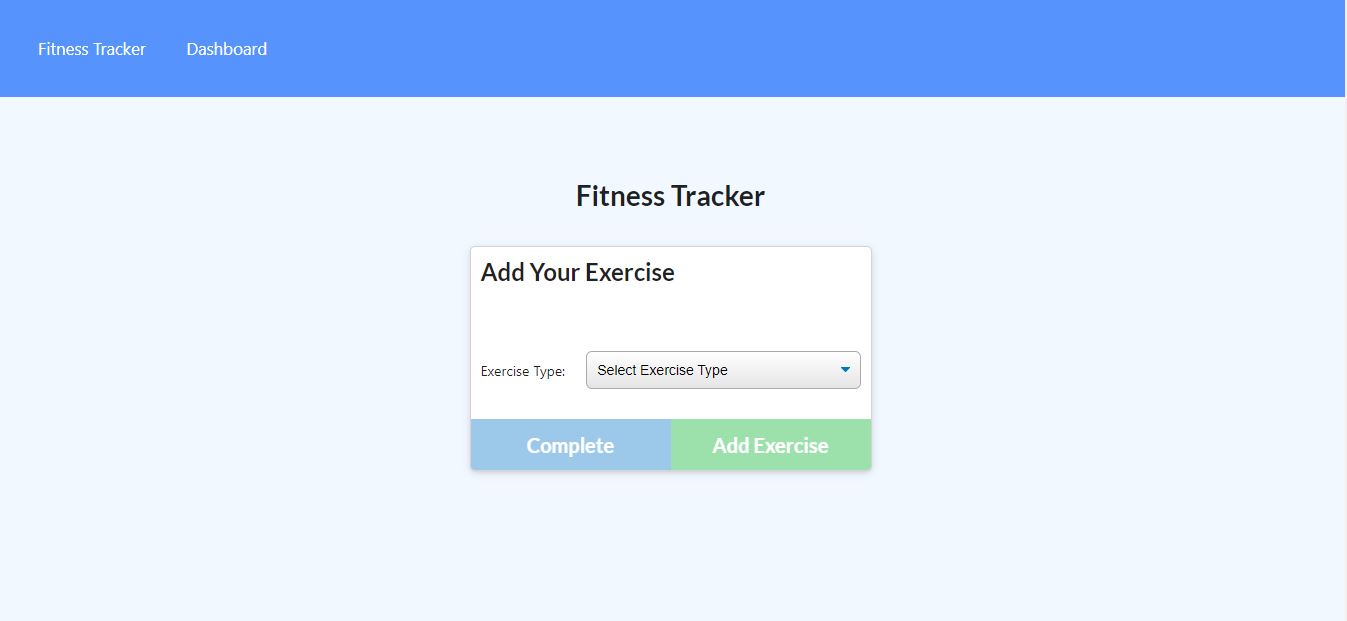 Fitness Tracker Dashboard
Fitness Tracker
Add Your Exercise
Exercise Type: Select Exercise Type
Complete Add Exercise